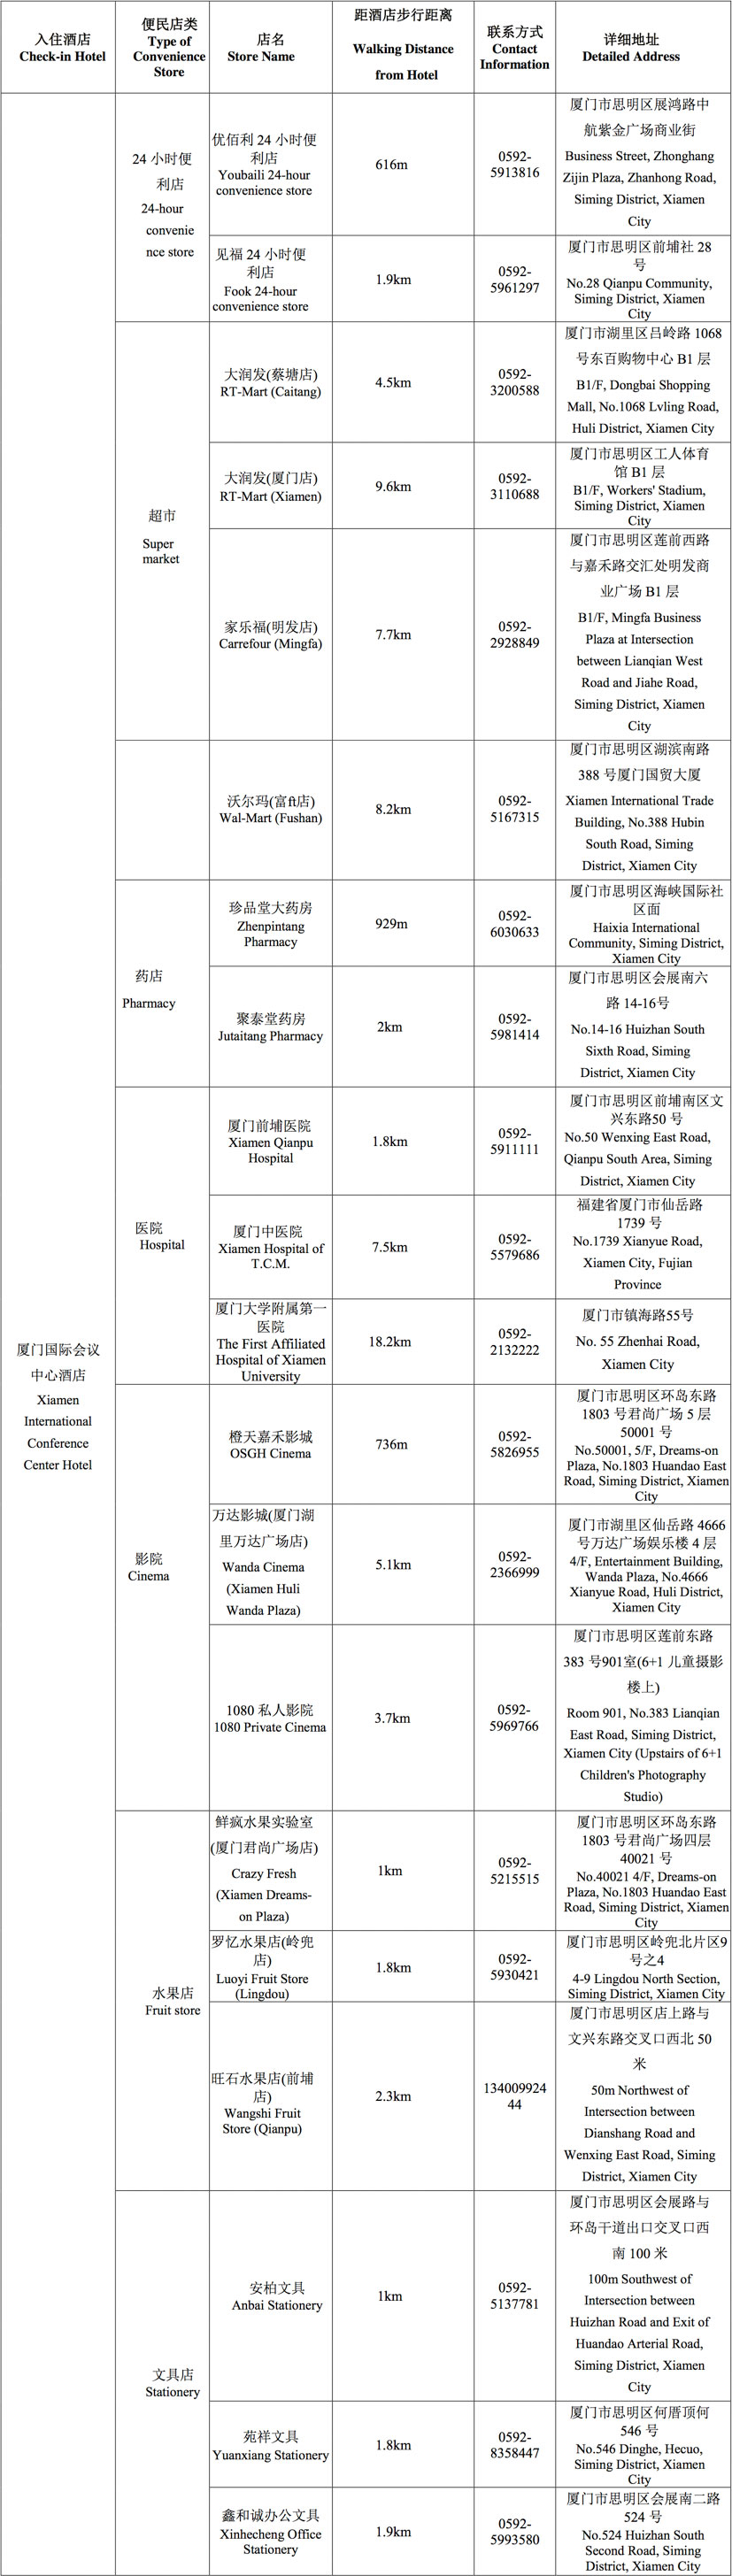 入住酒店
Check-in Hotel
便民店类
Type of
Convenience
Store
店名
Store Name
距酒店步行距离
Walking Distance
from Hotel
联系方式
Contact
Information
详细地址
Detailed Address
厦门国际会议
中心酒店
Xiamen
International
Conference
Center Hotel
24 小时便
利店
24-hour
convenie
nce store
优佰利 24 小时便
利店
Youbaili 24-hour
convenience store
616m
0592-
5913816
厦门市思明区展鸿路中
航紫金广场商业街
Business Street, Zhonghang
Zijin Plaza, Zhanhong Road,
Siming District, Xiamen
City
见福 24 小时便
利店
Fook 24-hour
convenience store
1.9km
0592-
5961297
厦门市思明区前埔社 28
号
No.28 Qianpu Community,
Siming District, Xiamen
City
超市
Super
market
大润发(蔡塘店)
RT-Mart (Caitang)
4.5km
0592-
3200588
厦门市湖里区吕岭路 1068
号东百购物中心 B1 层
B1/F, Dongbai Shopping
Mall, No.1068 Lvling Road,
Huli District, Xiamen City
大润发(厦门店)
RT-Mart (Xiamen)
9.6km
0592-
3110688
厦门市思明区工人体育
馆 B1 层
B1/F, Workers' Stadium,
Siming District, Xiamen
City
家乐福(明发店)
Carrefour (Mingfa)
7.7km
0592-
2928849
厦门市思明区莲前西路
与嘉禾路交汇处明发商
业广场 B1 层
B1/F, Mingfa Business
Plaza at Intersection
between Lianqian West
Road and Jiahe Road,
Siming District, Xiamen
City
沃尔玛(富ft店)
Wal-Mart (Fushan)
8.2km
0592-
5167315
厦门市思明区湖滨南路
388 号厦门国贸大厦
Xiamen International Trade
Building, No.388 Hubin
South Road, Siming
District, Xiamen City
药店
Pharmacy
珍品堂大药房
Zhenpintang
Pharmacy
929m
0592-
6030633
厦门市思明区海峡国际社
区面
Haixia International
Community, Siming District,
Xiamen City
聚泰堂药房
Jutaitang Pharmacy
2km
0592-
5981414
厦门市思明区会展南六
路 14-16号
No.14-16 Huizhan South
Sixth Road, Siming
District, Xiamen City
医院
Hospital
厦门前埔医院
Xiamen Qianpu
Hospital
1.8km
0592-
5911111
厦门市思明区前埔南区文
兴东路50 号
No.50 Wenxing East Road,
Qianpu South Area, Siming
District, Xiamen City
厦门中医院
Xiamen Hospital of
T.C.M.
7.5km
0592-
5579686
福建省厦门市仙岳路
1739 号
No.1739 Xianyue Road,
Xiamen City, Fujian
Province
厦门大学附属第一
医院
The First Affiliated
Hospital of Xiamen
University
18.2km
0592-
2132222
厦门市镇海路55号
No. 55 Zhenhai Road,
Xiamen City
影院
Cinema
橙天嘉禾影城
OSGH Cinema
736m
0592-
5826955
厦门市思明区环岛东路
1803 号君尚广场 5 层
50001 号
No.50001, 5/F, Dreams-on
Plaza, No.1803 Huandao East
Road, Siming District, Xiamen
City
万达影城(厦门湖
里万达广场店)
Wanda Cinema
(Xiamen Huli
Wanda Plaza)
5.1km
0592-
2366999
厦门市湖里区仙岳路 4666
号万达广场娱乐楼 4 层
4/F, Entertainment Building,
Wanda Plaza, No.4666
Xianyue Road, Huli District,
Xiamen City
1080 私人影院
1080 Private Cinema
3.7km
0592-
5969766
厦门市思明区莲前东路
383 号901室(6+1 儿童摄影
楼上)
Room 901, No.383 Lianqian
East Road, Siming District,
Xiamen City (Upstairs of 6+1
Children's Photography
Studio)
水果店
Fruit store
鲜疯水果实验室
(厦门君尚广场店)
Crazy Fresh
(Xiamen Dreams-
on Plaza)
1km
0592-
5215515
厦门市思明区环岛东路
1803 号君尚广场四层
40021 号
No.40021 4/F, Dreams-on
Plaza, No.1803 Huandao East
Road, Siming District, Xiamen
City
罗忆水果店(岭兜
店)
Luoyi Fruit Store
(Lingdou)
1.8km
0592-
5930421
厦门市思明区岭兜北片区9
号之4
4-9 Lingdou North Section,
Siming District, Xiamen City
旺石水果店(前埔
店)
Wangshi Fruit
Store (Qianpu)
2.3km
134009924
44
厦门市思明区店上路与
文兴东路交叉口西北 50
米
50m Northwest of
Intersection between
Dianshang Road and
Wenxing East Road, Siming
District, Xiamen City
文具店
Stationery
安柏文具
Anbai Stationery
1km
0592-
5137781
厦门市思明区会展路与
环岛干道出口交叉口西
南 100 米
100m Southwest of
Intersection between
Huizhan Road and Exit of
Huandao Arterial Road,
Siming District, Xiamen
City
苑祥文具
Yuanxiang Stationery
1.8km
0592-
8358447
厦门市思明区何厝顶何
546 号
No.546 Dinghe, Hecuo,
Siming District, Xiamen
City
鑫和诚办公文具
Xinhecheng Office
Stationery
1.9km
0592-
5993580
厦门市思明区会展南二路
524 号
No.524 Huizhan South
Second Road, Siming
District, Xiamen City